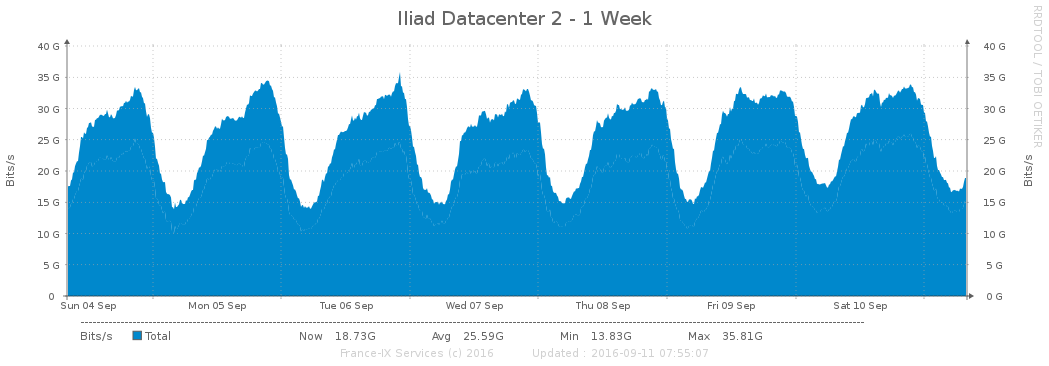 Iliad Datacenter 2 - 1 Week
RRDTOOL / TOBI OETIKER
40 G 40 G
35 G 35 G
30 G 30 G
25 G 25 G
20 G 20 G
15 G 15 G
10 G 10 G
5 G 5 G
0 0 G
Bits/s
Bits/s
Sun 04 Sep Mon 05 Sep Tue 06 Sep Wed 07 Sep Thu 08 Sep Fri 09 Sep Sat 10 Sep
Bits/s Total Now 18.73G Avg 25.59G Min 13.83G Max 35.81G
France-IX Services (c) 2016 Updated : 2016-09-11 07:55:07